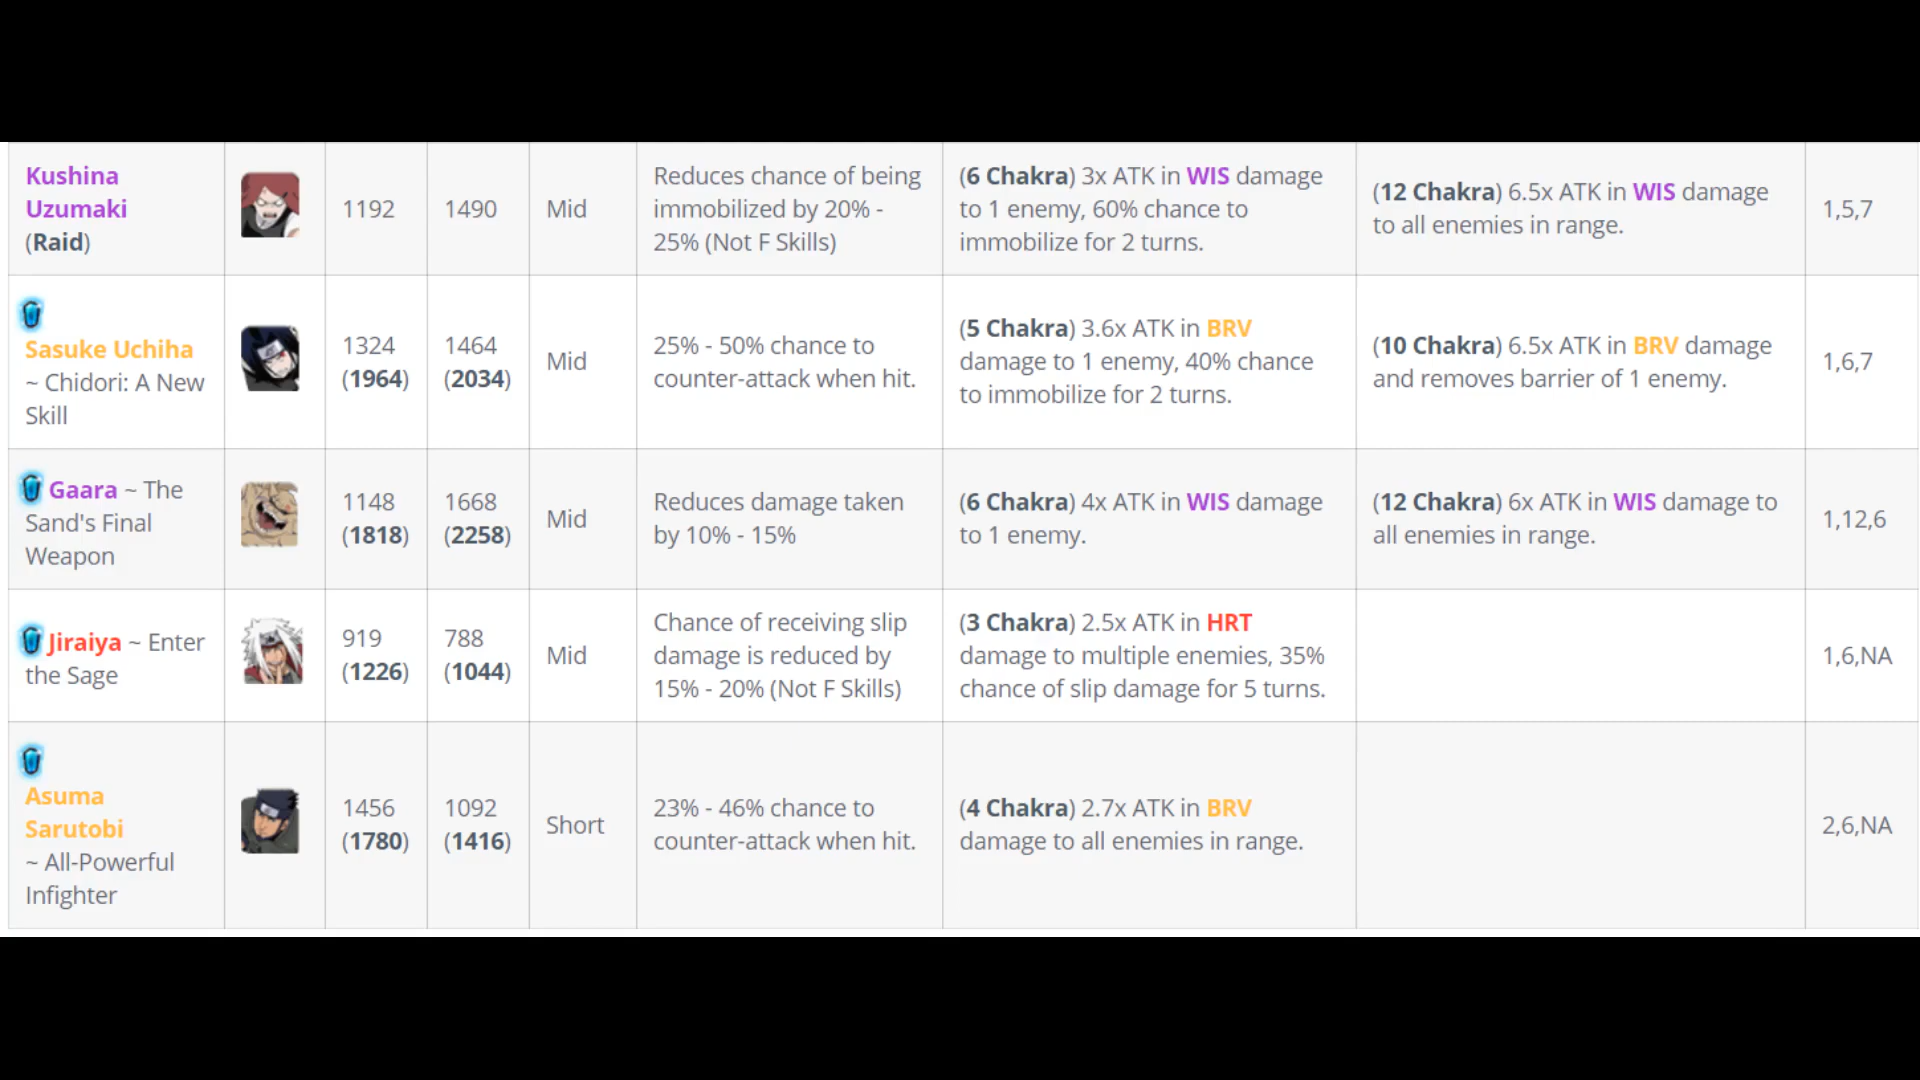 Kushina
Uzumaki
(Raid)
1192
1490
Mid
Reduces chance of being
immobilized by 20% -
25% (Not F Skills)
(6 Chakra) 3x ATK in WIS damage
to 1 enemy, 60% chance to
immobilize for 2 turns.
(12 Chakra) 6.5x ATK in WIS damage
to all enemies in range.
1,5,7
Sasuke Uchiha
~ Chidori: A New
Skill
1324
(1964)
1464
(2034)
Mid
25% - 50% chance to
counter-attack when hit.
(5 Chakra) 3.6x ATK in BRV
damage to 1 enemy, 40% chance
to immobilize for 2 turns.
(10 Chakra) 6.5x ATK in BRV damage
and removes barrier of 1 enemy.
1,6,7
Gaara ~ The
Sand's Final
Weapon
1148
(1818)
1668
(2258)
Mid
Reduces damage taken
by 10% - 15%
(6 Chakra) 4x ATK in WIS damage
to 1 enemy.
(12 Chakra) 6x ATK in WIS damage to
all enemies in range.
1,12,6
Jiraiya ~ Enter
the Sage
919
(1226)
788
(1044)
Mid
Chance of receiving slip
damage is reduced by
15% - 20% (Not F Skills)
(3 Chakra) 2.5x ATK in HRT
damage to multiple enemies, 35%
chance of slip damage for 5 turns.
1,6,NA
Asuma
Sarutobi
~ All-Powerful
Infighter
1456
(1780)
1092
(1416)
Short
23% - 46% chance to
counter-attack when hit.
(4 Chakra) 2.7x ATK in BRV
damage to all enemies in range.
2,6,NA